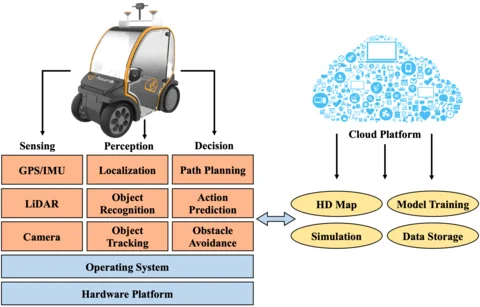 Cloud Platform
Sensing
Perception
Decision
GPS/IMU
Localization
Path Planning
LiDAR
Object
Recognition
Action
Prediction
Camera
Object
Tracking
Obstacle
Avoidance
Operating System
Hardware Platform
HD Map
Model Training
Simulation
Data Storage